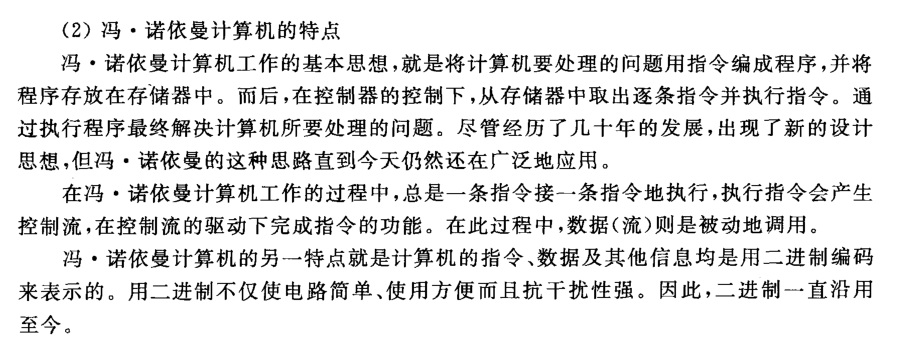 (2) 冯·诺依曼计算机的特点
冯·诺依曼计算机工作的基本思想,就是将计算机要处理的问题用指令编成程序,并将
程序存放在存储器中。而后,在控制器的控制下,从存储器中取出逐条指令并执行指令。通
过执行程序最终解决计算机所要处理的问题。尽管经历了几十年的发展,出现了新的设计
思想,但冯·诺依曼的这种思路直到今天仍然还在广泛地应用。
在冯·诺依曼计算机工作的过程中,总是一条指令接一条指令地执行,执行指令会产生
控制流,在控制流的驱动下完成指令的功能。在此过程中,数据(流)则是被动地调用。
冯·诺依曼计算机的另一特点就是计算机的指令、数据及其他信息均是用二进制编码
来表示的。用二进制不仅使电路简单、使用方便而且抗干扰性强。因此,二进制一直沿用
至今。